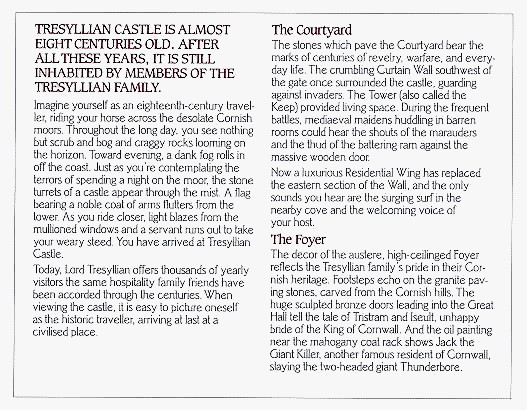 TRESYLLIAN CASTLE IS ALMOST
EIGHT CENTURIES OLD. AFTER
ALL THESE YEARS, IT IS STILL
INHABITED BY MEMBERS OF THE
TRESYLLIAN FAMILY.
Imagine yourself as an eighteenth-century travel-
ler, riding your horse across the desolate Cornish
moors. Throughout the long day, you see nothing
but scrub and bog and craggy rocks looming on
the horizon. Toward evening, a dank fog rolls in
off the coast. Just as you're contemplating the
terrors of spending a night on the moor, the stone
turrets of a castle appear through the mist. A flag
bearing a noble coat of arms flutters from the
tower. As you ride closer, light blazes from the
mullioned windows and a servant runs out to take
your weary steed. You have arrived at Tresyllian
Castle.
Today, Lord Tresyllian offers thousands of yearly
visitors the same hospitality family friends have
been accorded through the centuries. When
viewing the castle, it is easy to picture oneself
as the historic traveller, arriving at last at a
civilised place.
The Courtyard
The stones which pave the Courtyard bear the
marks of centuries of revelry, warfare, and every-
day life. The crumbling Curtain Wall southwest of
the gate once surrounded the castle, guarding
against invaders. The Tower (also called the
Keep) provided living space. During the frequent
battles, mediaeval maidens huddling in barren
rooms could hear the shouts of the marauders
and the thud of the battering ram against the
massive wooden door.
Now a luxurious Residential Wing has replaced
the eastern section of the Wall, and the only
sounds you hear are the surging surf in the
nearby cove and the welcoming voice of
your host.
The Foyer
The decor of the austere, high-ceilinged Foyer
reflects the Tresyllian family's pride in their Cor-
nish heritage. Footsteps echo on the granite pav-
ing stones, carved from the Cornish hills. The
huge sculpted bronze doors leading into the Great
Hall tell the tale of Tristram and Iseult, unhappy
bride of the King of Cornwall. And the oil painting
near the mahogany coat rack shows Jack the
Giant Killer, another famous resident of Cornwall,
slaying the two-headed giant Thunderbore.